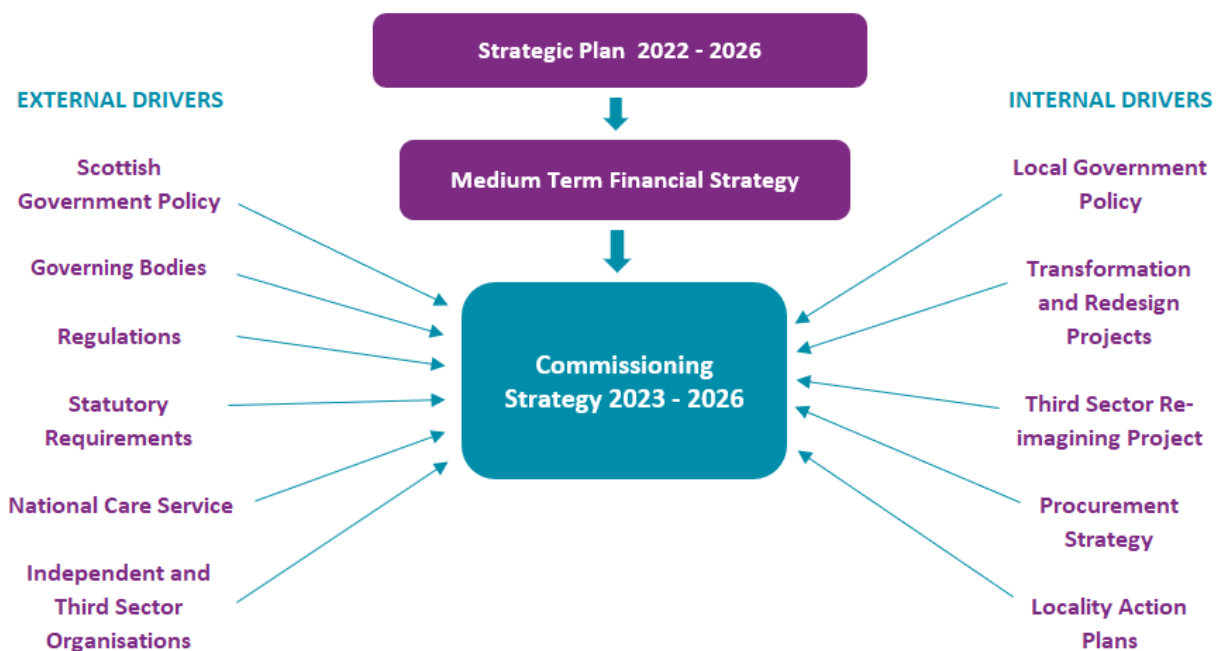 Strategic Plan 2022 - 2026
Medium Term Financial Strategy
EXTERNAL DRIVERS
Scottish
Government Policy
Governing Bodies
Regulations
Statutory
Requirements
National Care Service
Independent and
Third Sector
Organisations
Commissioning
Strategy 2023 - 2026
INTERNAL DRIVERS
Local Government
Policy
Transformation
and Redesign
Projects
Third Sector Re-
imagining Project
Procurement
Strategy
Locality Action
Plans